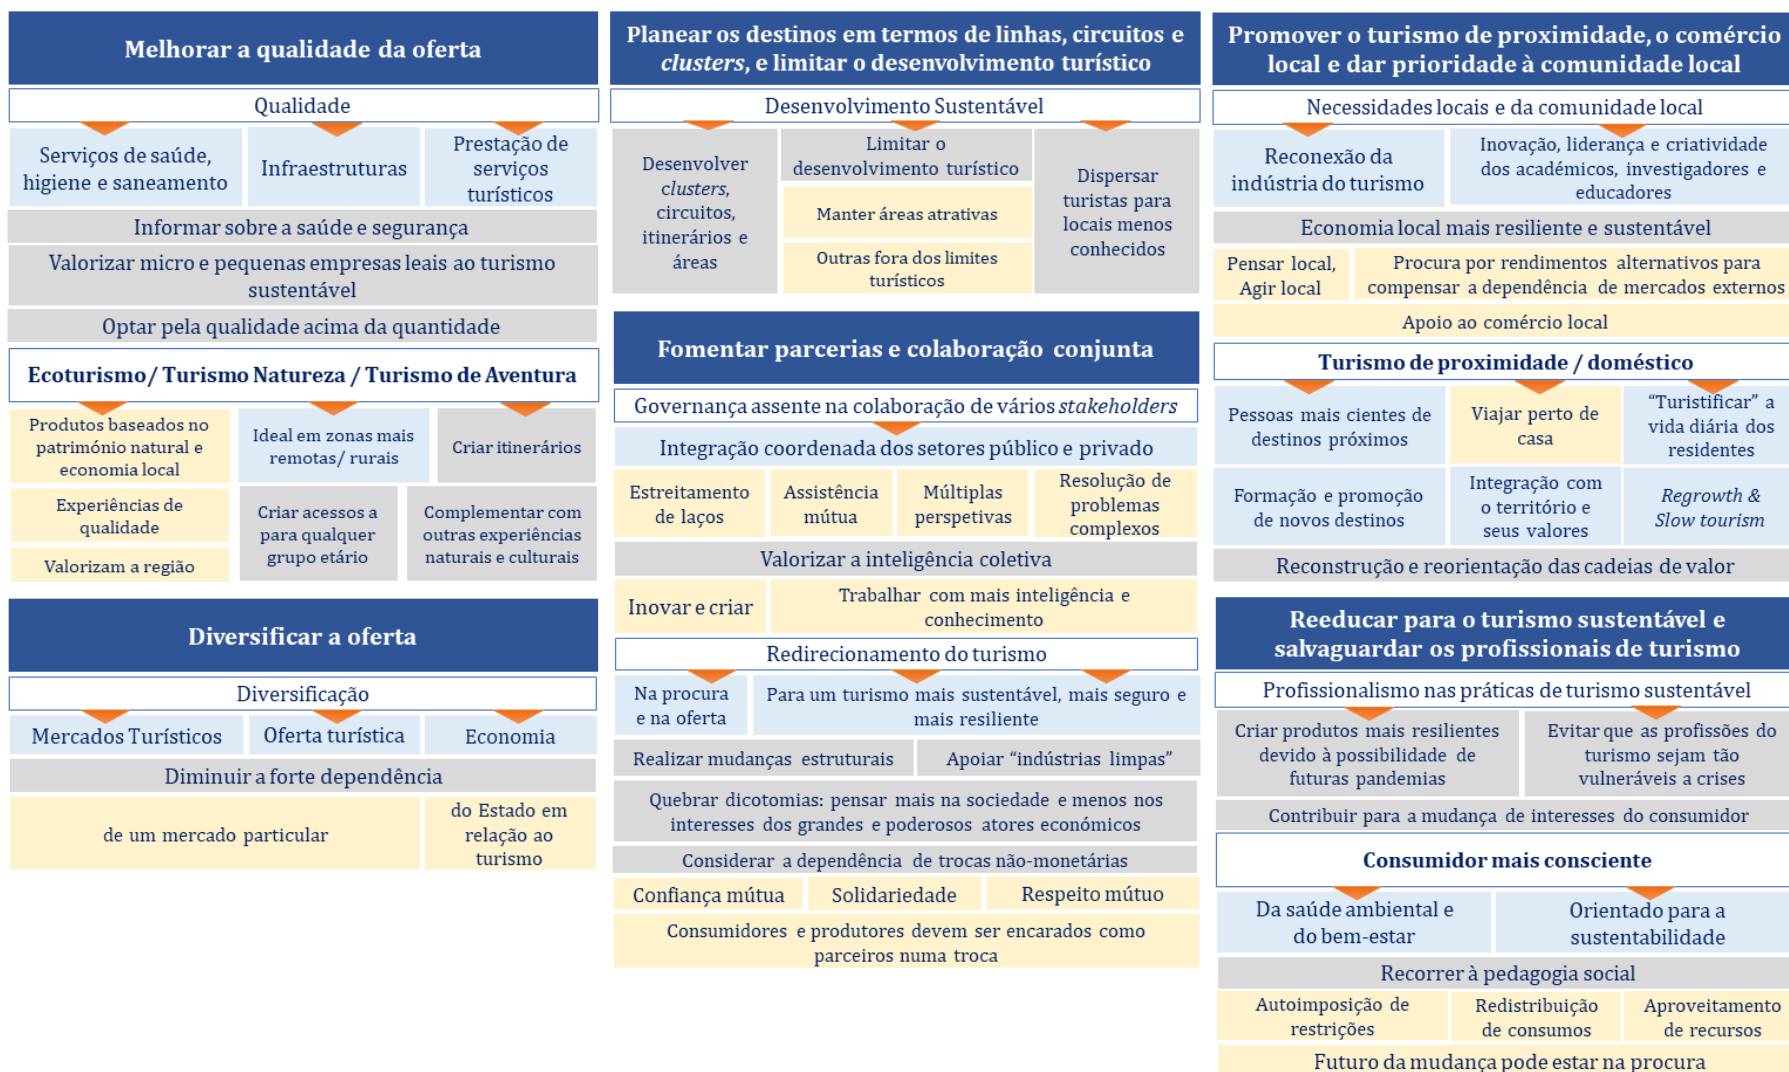 Melhorar a qualidade da oferta
Qualidade
Serviços de saúde,
higiene e saneamento
Infraestruturas
Prestação de
serviços
turísticos
Informar sobre a saúde e segurança
Valorizar micro e pequenas empresas leais ao turismo
sustentável
Optar pela qualidade acima da quantidade
Ecoturismo/ Turismo Natureza / Turismo de Aventura
Produtos baseados no
património natural e
economia local
Ideal em zonas mais
remotas/ rurais
Criar itinerários
Experiências de
qualidade
Valorizam a região
Criar acessos a
para qualquer
grupo etário
Complementar com
outras experiências
naturais e culturais
Diversificar a oferta
Diversificação
Mercados Turísticos
Oferta turística
Economia
Diminuir a forte dependência
de um mercado particular
do Estado em
relação ao
turismo
Planear os destinos em termos de linhas, circuitos e
clusters, e limitar o desenvolvimento turístico
Desenvolvimento Sustentável
Desenvolver
clusters,
circuitos,
itinerários e
áreas
Limitar o
desenvolvimento turístico
Manter áreas atrativas
Outras fora dos limites
turísticos
Dispersar
turistas para
locais menos
conhecidos
Fomentar parcerias e colaboração conjunta
Governança assente na colaboração de vários stakeholders
Integração coordenada dos setores público e privado
Estreitamento
de laços
Assistência
mútua
Múltiplas
perspetivas
Resolução de
problemas
complexos
Valorizar a inteligência coletiva
Inovar e criar
Trabalhar com mais inteligência e
conhecimento
Redirecionamento do turismo
Na procura
e na oferta
Para um turismo mais sustentável, mais seguro e
mais resiliente
Realizar mudanças estruturais
Apoiar “indústrias limpas”
Quebrar dicotomias: pensar mais na sociedade e menos nos
interesses dos grandes e poderosos atores económicos
Considerar a dependência de trocas não-monetárias
Confiança mútua
Solidariedade
Respeito mútuo
Consumidores e produtores devem ser encarados como
parceiros numa troca
Promover o turismo de proximidade, o comércio
local e dar prioridade à comunidade local
Necessidades locais e da comunidade local
Reconexão da
indústria do turismo
Inovação, liderança e criatividade
dos académicos, investigadores e
educadores
Economia local mais resiliente e sustentável
Pensar local,
Agir local
Procura por rendimentos alternativos para
compensar a dependência de mercados externos
Apoio ao comércio local
Turismo de proximidade / doméstico
Pessoas mais cientes de
destinos próximos
Viajar perto de
casa
“Turistificar” a
vida diária dos
residentes
Formação e promoção
de novos destinos
Integração com
o território e
seus valores
Regrowth &
Slow tourism
Reconstrução e reorientação das cadeias de valor
Reeducar para o turismo sustentável e
salvaguardar os profissionais de turismo
Profissionalismo nas práticas de turismo sustentável
Criar produtos mais resilientes
devido à possibilidade de
futuras pandemias
Evitar que as profissões do
turismo sejam tão
vulneráveis a crises
Contribuir para a mudança de interesses do consumidor
Consumidor mais consciente
Da saúde ambiental e
do bem-estar
Orientado para a
sustentabilidade
Recorrer à pedagogia social
Autoimposição de
restrições
Redistribuição
de consumos
Aproveitamento
de recursos
Futuro da mudança pode estar na procura